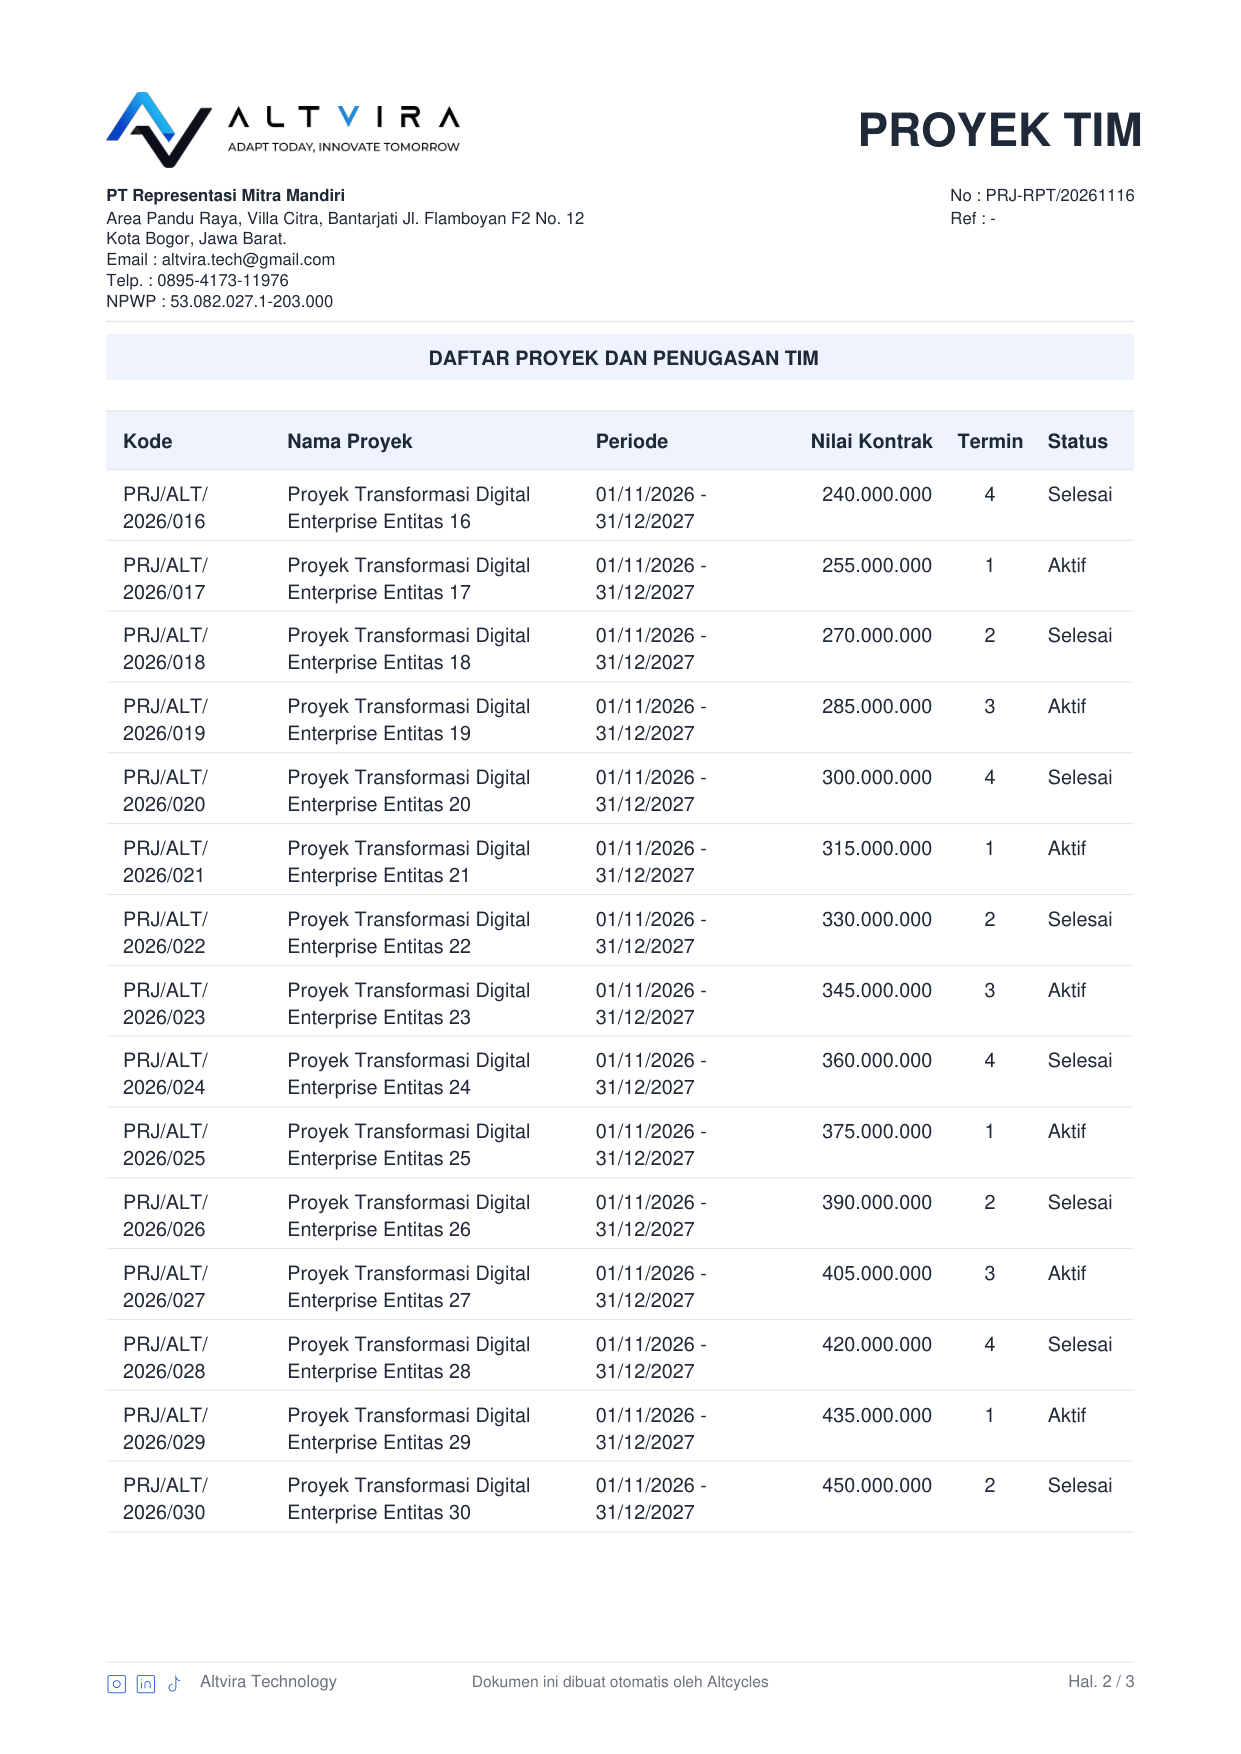 ALTVIRA
ADAPT TODAY, INNOVATE TOMORROW
PROYEK TIM
PT Representasi Mitra Mandiri
Area Pandu Raya, Villa Citra, Bantarjati Jl. Flamboyan F2 No. 12
Kota Bogor, Jawa Barat.
Email : altvira.tech@gmail.com
Telp. : 0895-4173-11976
NPWP : 53.082.027.1-203.000
No : PRJ-RPT/20261116
Ref : -
DAFTAR PROYEK DAN PENUGASAN TIM
Kode Nama Proyek Periode Nilai Kontrak Termin Status
PRJ/ALT/ Proyek Transformasi Digital 01/11/2026 - 240.000.000 4 Selesai
2026/016 Enterprise Entitas 16 31/12/2027
PRJ/ALT/ Proyek Transformasi Digital 01/11/2026 - 255.000.000 1 Aktif
2026/017 Enterprise Entitas 17 31/12/2027
PRJ/ALT/ Proyek Transformasi Digital 01/11/2026 - 270.000.000 2 Selesai
2026/018 Enterprise Entitas 18 31/12/2027
PRJ/ALT/ Proyek Transformasi Digital 01/11/2026 - 285.000.000 3 Aktif
2026/019 Enterprise Entitas 19 31/12/2027
PRJ/ALT/ Proyek Transformasi Digital 01/11/2026 - 300.000.000 4 Selesai
2026/020 Enterprise Entitas 20 31/12/2027
PRJ/ALT/ Proyek Transformasi Digital 01/11/2026 - 315.000.000 1 Aktif
2026/021 Enterprise Entitas 21 31/12/2027
PRJ/ALT/ Proyek Transformasi Digital 01/11/2026 - 330.000.000 2 Selesai
2026/022 Enterprise Entitas 22 31/12/2027
PRJ/ALT/ Proyek Transformasi Digital 01/11/2026 - 345.000.000 3 Aktif
2026/023 Enterprise Entitas 23 31/12/2027
PRJ/ALT/ Proyek Transformasi Digital 01/11/2026 - 360.000.000 4 Selesai
2026/024 Enterprise Entitas 24 31/12/2027
PRJ/ALT/ Proyek Transformasi Digital 01/11/2026 - 375.000.000 1 Aktif
2026/025 Enterprise Entitas 25 31/12/2027
PRJ/ALT/ Proyek Transformasi Digital 01/11/2026 - 390.000.000 2 Selesai
2026/026 Enterprise Entitas 26 31/12/2027
PRJ/ALT/ Proyek Transformasi Digital 01/11/2026 - 405.000.000 3 Aktif
2026/027 Enterprise Entitas 27 31/12/2027
PRJ/ALT/ Proyek Transformasi Digital 01/11/2026 - 420.000.000 4 Selesai
2026/028 Enterprise Entitas 28 31/12/2027
PRJ/ALT/ Proyek Transformasi Digital 01/11/2026 - 435.000.000 1 Aktif
2026/029 Enterprise Entitas 29 31/12/2027
PRJ/ALT/ Proyek Transformasi Digital 01/11/2026 - 450.000.000 2 Selesai
2026/030 Enterprise Entitas 30 31/12/2027
Altvira Technology Dokumen ini dibuat otomatis oleh Altcycles Hal. 2 / 3